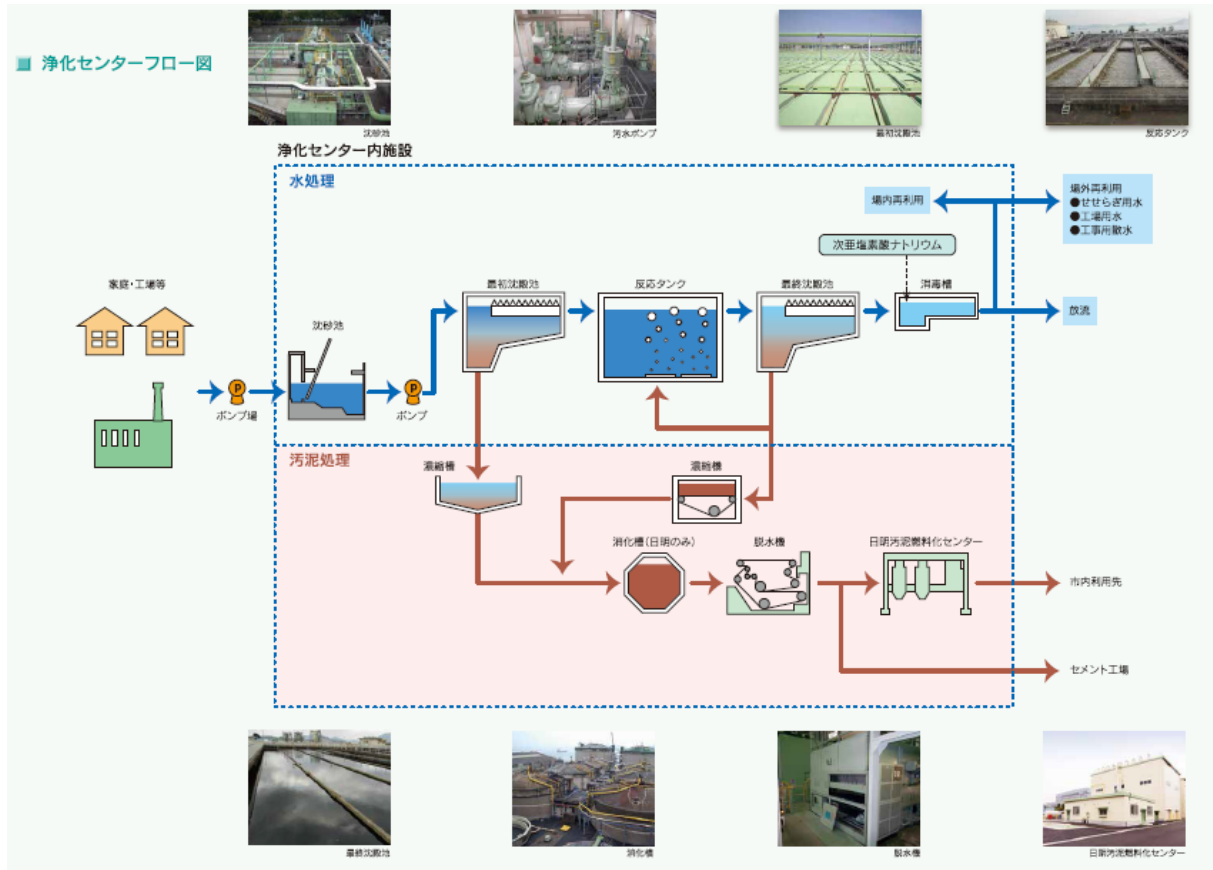 浄化センターフロー図
沈砂池
汚水ポンプ
最初沈殿池
反応タンク
浄化センター内施設
水処理
場内再利用
場外再利用
●せせらぎ用水
●工場用水
●工事用散水
次亜塩素酸ナトリウム
家庭・工場等
最初沈殿池
反応タンク
最終沈殿池
消毒槽
放流
沈砂池
P
P
ポンプ場
ポンプ
汚泥処理
濃縮槽
濃縮機
消化槽(日明のみ)
脱水機
日明汚泥燃料化センター
市内利用先
セメント工場
最終沈殿池
消化槽
脱水機
日明汚泥燃料化センター